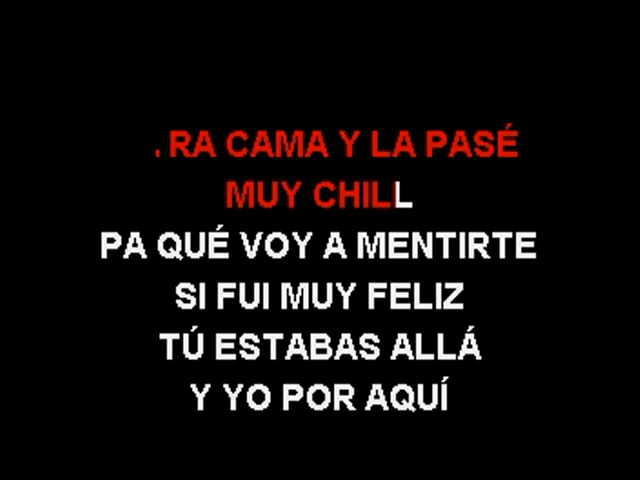 RA CAMA Y LA PASÉ
MUY CHILL
PA QUÉ VOY A MENTIRTE
SI FUI MUY FELIZ
TÚ ESTABAS ALLÁ
Y YO POR AQUÍ